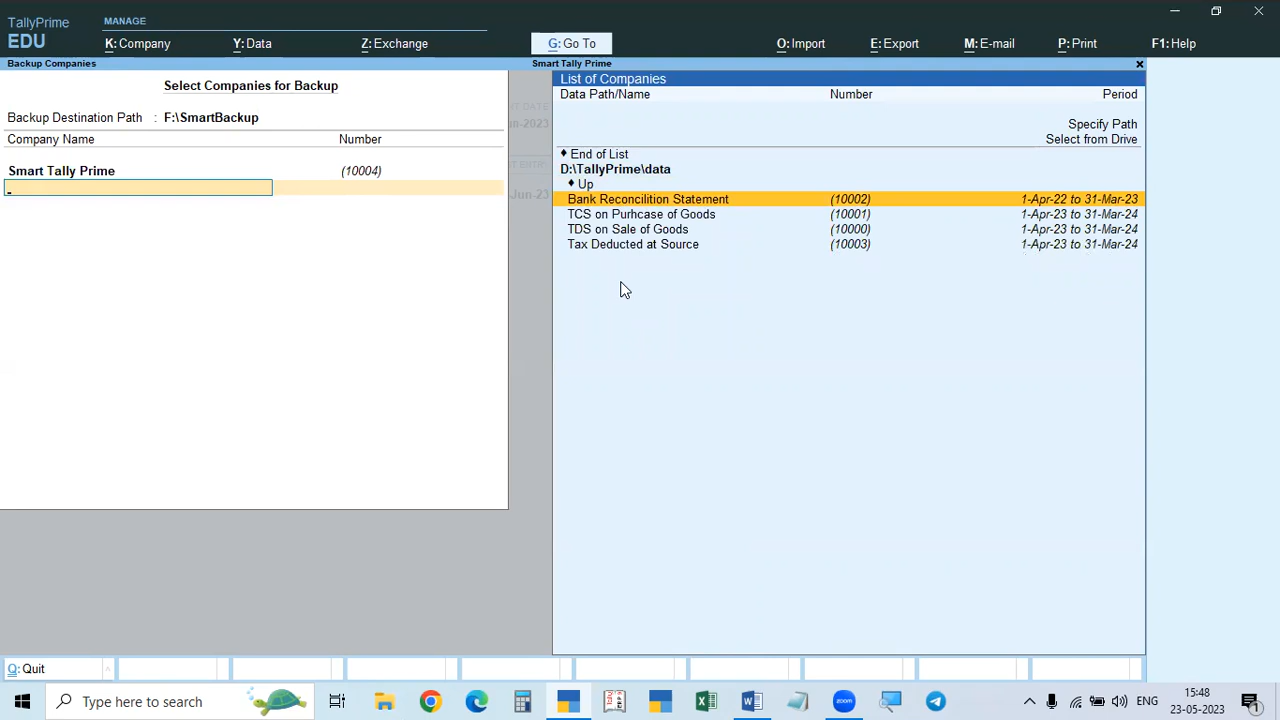 TallyPrime
EDU
MANAGE
K: Company
Y: Data
Z: Exchange
G: Go To
O: Import
E: Export
M: E-mail
P: Print
F1: Help
Backup Companies
Smart Tally Prime
Select Companies for Backup
Backup Destination Path : F:\SmartBackup
Company Name Number
Smart Tally Prime (10004)
List of Companies
Data Path/Name Number Period
Specify Path
Select from Drive
♦ End of List
D:\TallyPrime\data
♦ Up
Bank Reconcilition Statement (10002) 1-Apr-22 to 31-Mar-23
TCS on Purhcase of Goods (10001) 1-Apr-23 to 31-Mar-24
TDS on Sale of Goods (10000) 1-Apr-23 to 31-Mar-24
Tax Deducted at Source (10003) 1-Apr-23 to 31-Mar-24
Q: Quit
Type here to search
zoom
ENG
15:48
23-05-2023
1